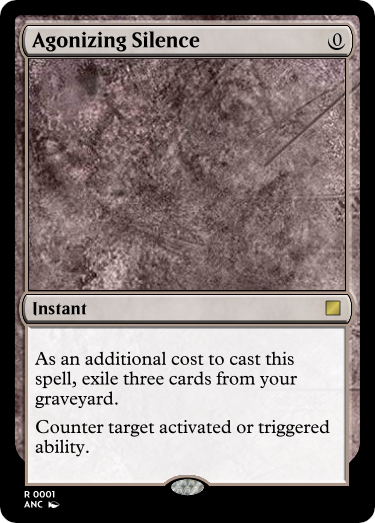 Agonizing Silence 0
Instant
As an additional cost to cast this
spell, exile three cards from your
graveyard.
Counter target activated or triggered
ability.
R 0001
ANC